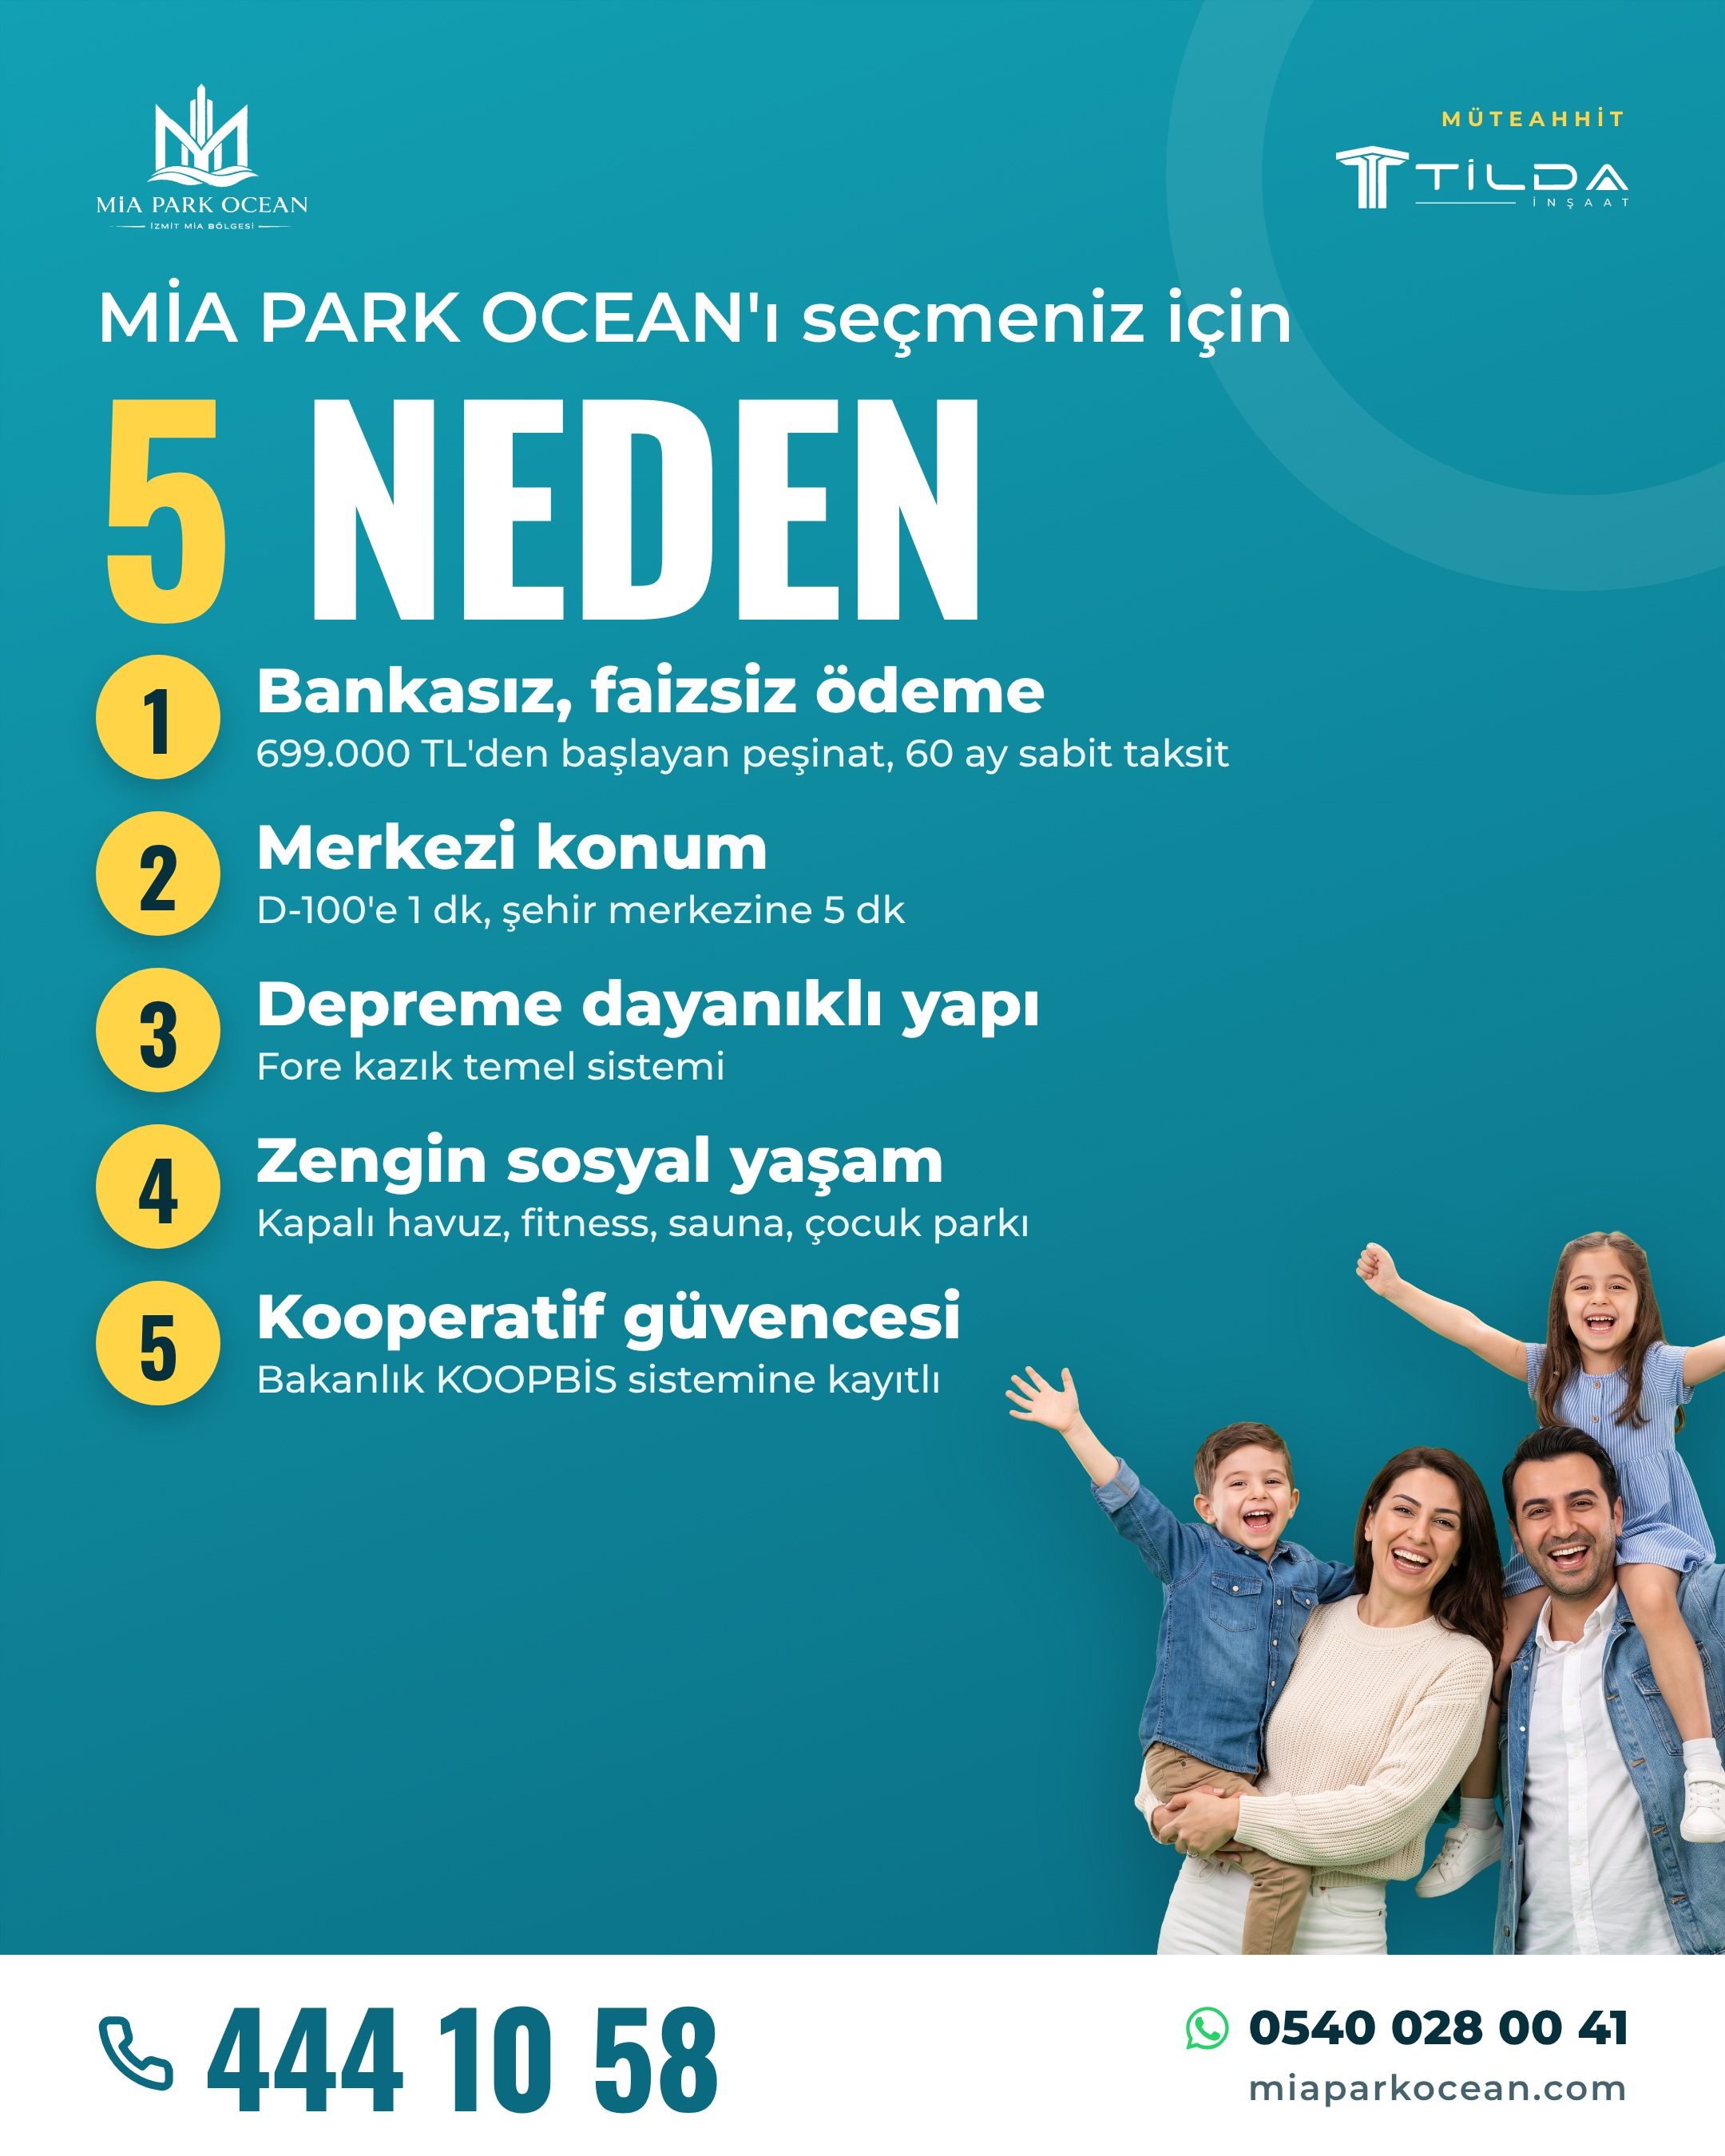 MİA PARK OCEAN
İZMİT MİA BÖLGESİ
MÜTEAHHİT
TİLDA
İNŞAAT
MİA PARK OCEAN'ı seçmeniz için
5 NEDEN
1 Bankasız, faizsiz ödeme
699.000 TL'den başlayan peşinat, 60 ay sabit taksit
2 Merkezi konum
D-100'e 1 dk, şehir merkezine 5 dk
3 Depreme dayanıklı yapı
Fore kazık temel sistemi
4 Zengin sosyal yaşam
Kapalı havuz, fitness, sauna, çocuk parkı
5 Kooperatif güvencesi
Bakanlık KOOPBİS sistemine kayıtlı
444 10 58
0540 028 00 41
miaparkocean.com